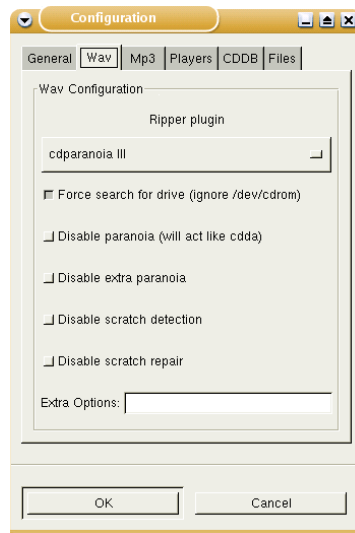 Configuration
General Wav Mp3 Players CDDB Files
Wav Configuration
Ripper plugin
cdparanoia III
Force search for drive (ignore /dev/cdrom)
Disable paranoia (will act like cdda)
Disable extra paranoia
Disable scratch detection
Disable scratch repair
Extra Options:
OK Cancel